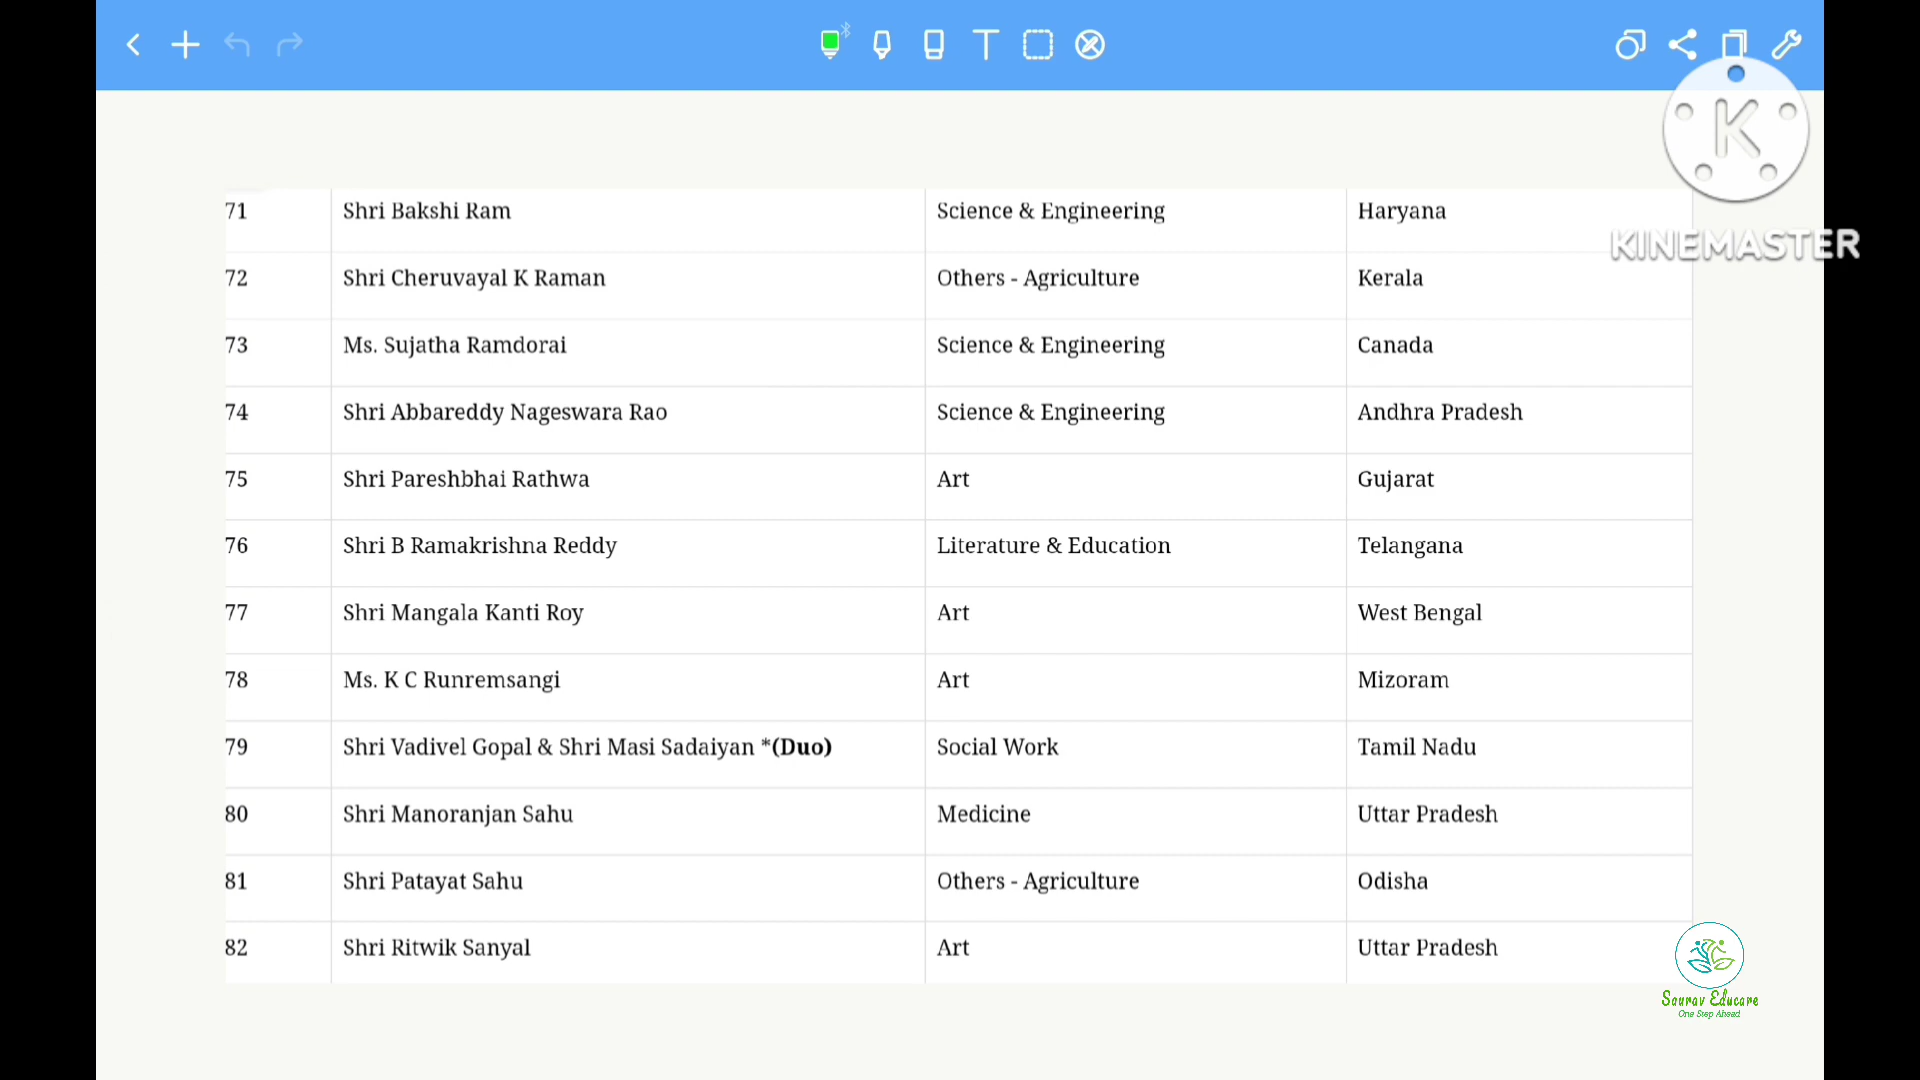 KINEMASTER
71 Shri Bakshi Ram Science & Engineering Haryana
72 Shri Cheruvayal K Raman Others - Agriculture Kerala
73 Ms. Sujatha Ramdorai Science & Engineering Canada
74 Shri Abbareddy Nageswara Rao Science & Engineering Andhra Pradesh
75 Shri Pareshbhai Rathwa Art Gujarat
76 Shri B Ramakrishna Reddy Literature & Education Telangana
77 Shri Mangala Kanti Roy Art West Bengal
78 Ms. K C Runremsangi Art Mizoram
79 Shri Vadivel Gopal & Shri Masi Sadaiyan *(Duo) Social Work Tamil Nadu
80 Shri Manoranjan Sahu Medicine Uttar Pradesh
81 Shri Patayat Sahu Others - Agriculture Odisha
82 Shri Ritwik Sanyal Art Uttar Pradesh
Saurav Educare
One Step Ahead